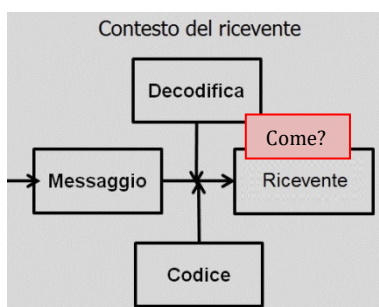 Contesto del ricevente
Decodifica
Come?
Messaggio
Ricevente
Codice